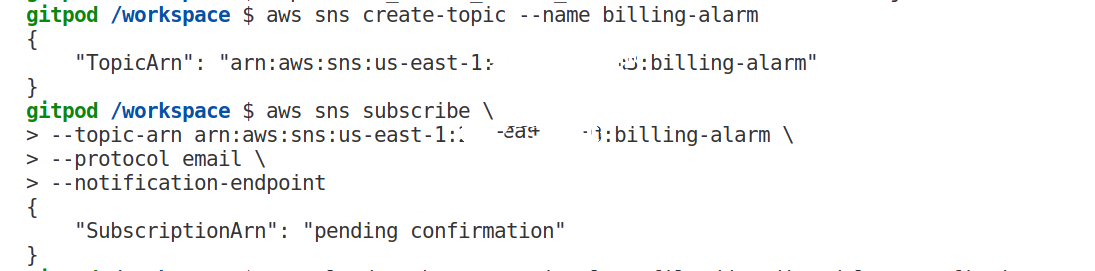 gitpod /workspace $ aws sns create-topic --name billing-alarm
{
    "TopicArn": "arn:aws:sns:us-east-1: :billing-alarm"
}
gitpod /workspace $ aws sns subscribe \
> --topic-arn arn:aws:sns:us-east-1: :billing-alarm \
> --protocol email \
> --notification-endpoint
{
    "SubscriptionArn": "pending confirmation"
}